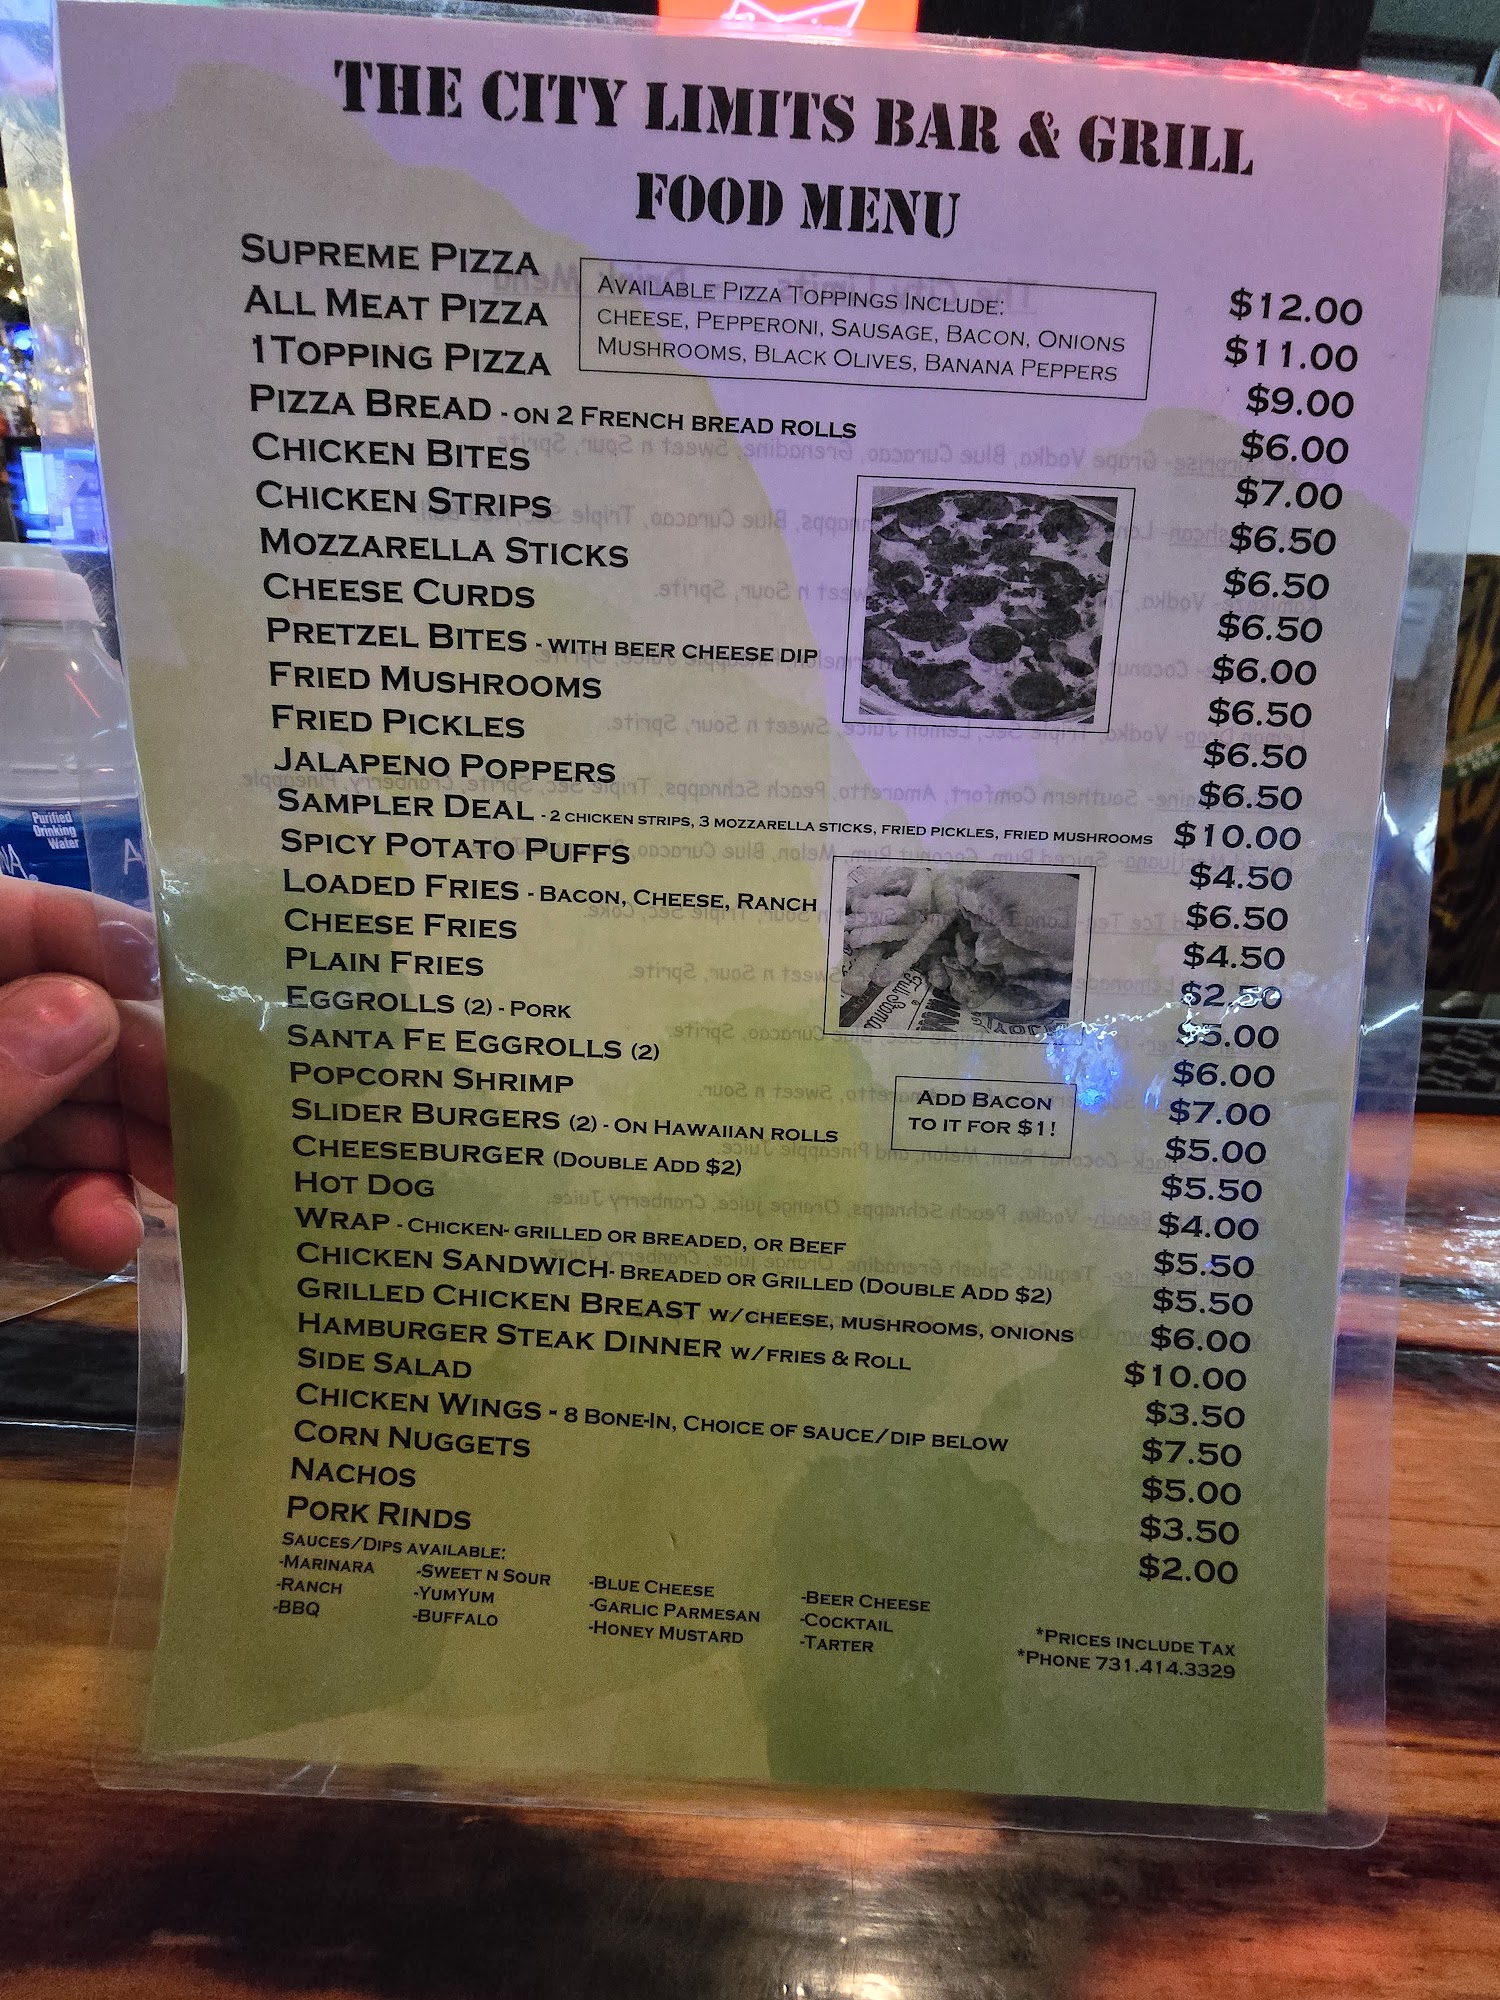 THE CITY LIMITS BAR & GRILL
FOOD MENU
SUPREME PIZZA $12.00
ALL MEAT PIZZA $11.00
1 TOPPING PIZZA $9.00
AVAILABLE PIZZA TOPPINGS INCLUDE:
CHEESE, PEPPERONI, SAUSAGE, BACON, ONIONS
MUSHROOMS, BLACK OLIVES, BANANA PEPPERS
PIZZA BREAD - ON 2 FRENCH BREAD ROLLS $6.00
CHICKEN BITES $7.00
CHICKEN STRIPS $6.50
MOZZARELLA STICKS $6.50
CHEESE CURDS $6.50
PRETZEL BITES - WITH BEER CHEESE DIP $6.00
FRIED MUSHROOMS $6.50
FRIED PICKLES $6.50
JALAPENO POPPERS $6.50
SAMPLER DEAL - 2 CHICKEN STRIPS, 3 MOZZARELLA STICKS, FRIED PICKLES, FRIED MUSHROOMS $10.00
SPICY POTATO PUFFS $4.50
LOADED FRIES - BACON, CHEESE, RANCH $6.50
CHEESE FRIES $4.50
PLAIN FRIES $2.50
EGGROLLS (2) - PORK $5.00
SANTA FE EGGROLLS (2) $6.00
POPCORN SHRIMP $7.00
ADD BACON
TO IT FOR $1!
SLIDER BURGERS (2) - ON HAWAIIAN ROLLS $5.00
CHEESEBURGER (DOUBLE ADD $2) $5.50
HOT DOG $4.00
WRAP - CHICKEN- GRILLED OR BREADED, OR BEEF $5.50
CHICKEN SANDWICH- BREADED OR GRILLED (DOUBLE ADD $2) $5.50
GRILLED CHICKEN BREAST W/CHEESE, MUSHROOMS, ONIONS $6.00
HAMBURGER STEAK DINNER W/FRIES & ROLL $10.00
SIDE SALAD $3.50
CHICKEN WINGS - 8 BONE-IN, CHOICE OF SAUCE/DIP BELOW $7.50
CORN NUGGETS $5.00
NACHOS $3.50
PORK RINDS $2.00
SAUCES/DIPS AVAILABLE:
-MARINARA -SWEET N SOUR -BLUE CHEESE -BEER CHEESE
-RANCH -YUMYUM -GARLIC PARMESAN -COCKTAIL
-BBQ -BUFFALO -HONEY MUSTARD -TARTER
*PRICES INCLUDE TAX
*PHONE 731.414.3329
Purified
Drinking
Water